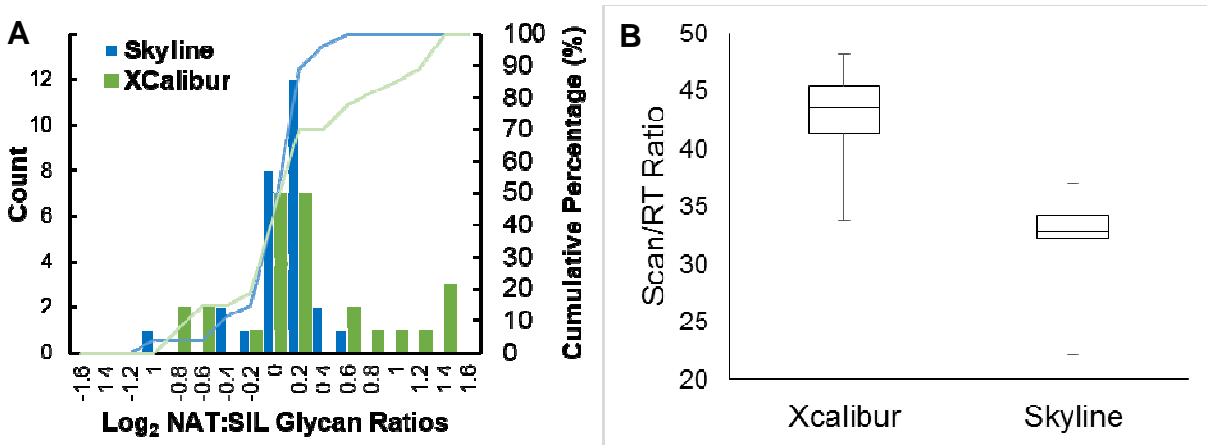 A
Skyline
XCalibur
Count
12
10
8
6
4
2
0
100
90
80
70
60
50
40
30
20
10
0
Cumulative Percentage (%)
-1.6 1.4 -1.2 1 -0.8 -0.6 -0.4 -0.2 0 0.2 0.4 0.6 0.8 1 1.2 1.4 1.6
Log₂ NAT:SIL Glycan Ratios
B
Scan/RT Ratio
50
45
40
35
30
25
20
Xcalibur Skyline